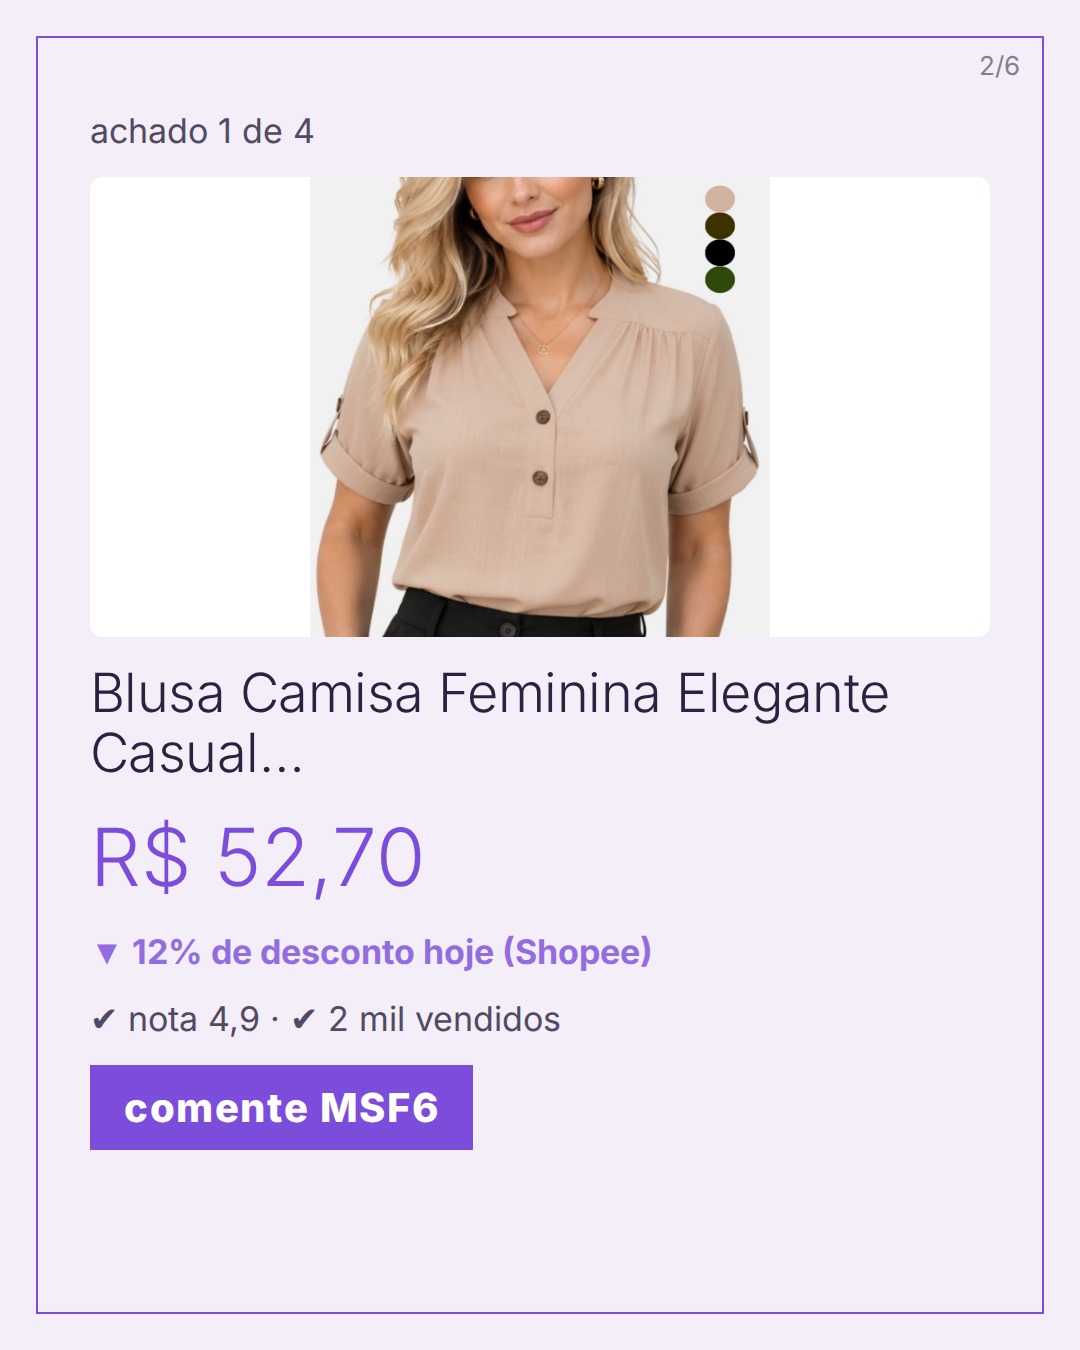 2/6
achado 1 de 4
Blusa Camisa Feminina Elegante
Casual...
R$ 52,70
▼ 12% de desconto hoje (Shopee)
✔ nota 4,9 · ✔ 2 mil vendidos
comente MSF6